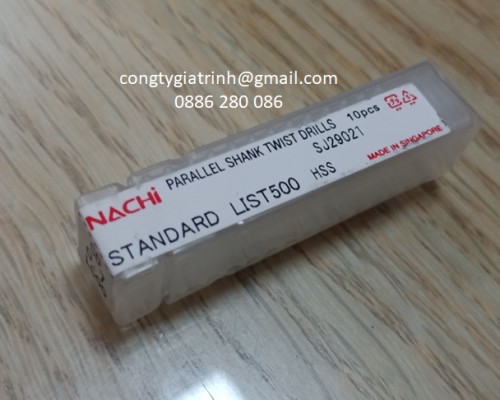 congtygiatrinh@gmail.com
0886 280 086
NACHi PARALLEL SHANK TWIST DRILLS 10pcs
SJ29021
STANDARD LIST500 HSS
MADE IN SINGAPORE